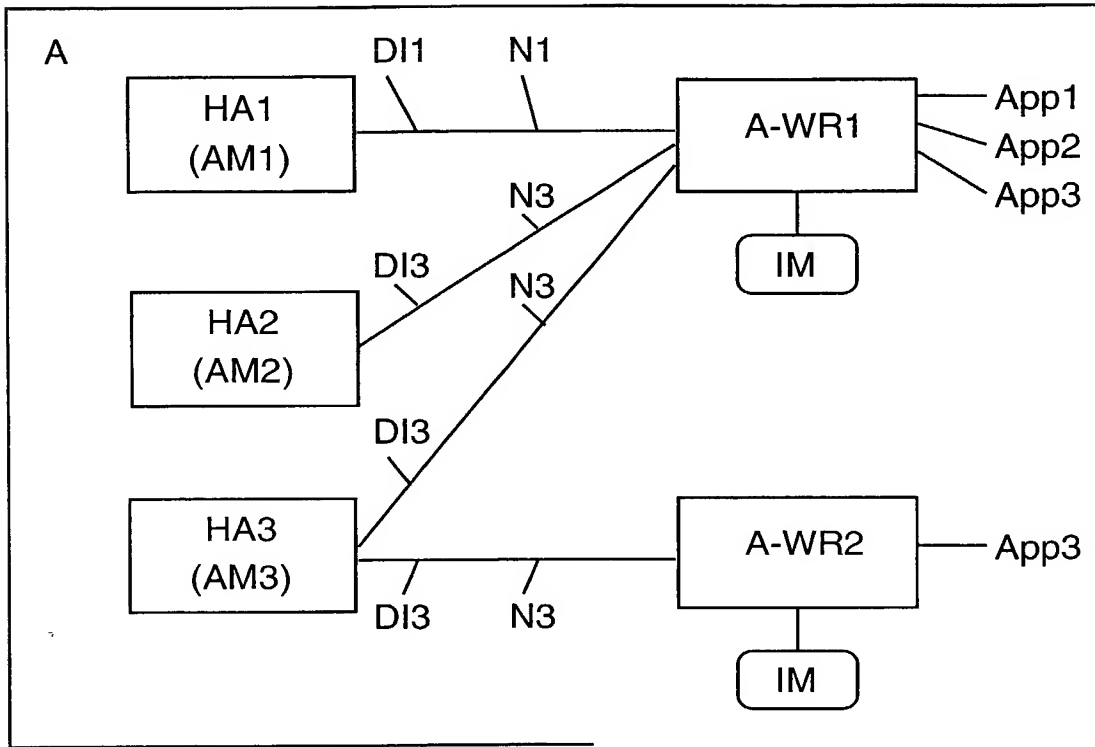 A
DI1
N1
HA1
(AM1)
A-WR1
App1
App2
App3
IM
N3
DI3
N3
HA2
(AM2)
DI3
HA3
(AM3)
A-WR2
App3
DI3
N3
IM